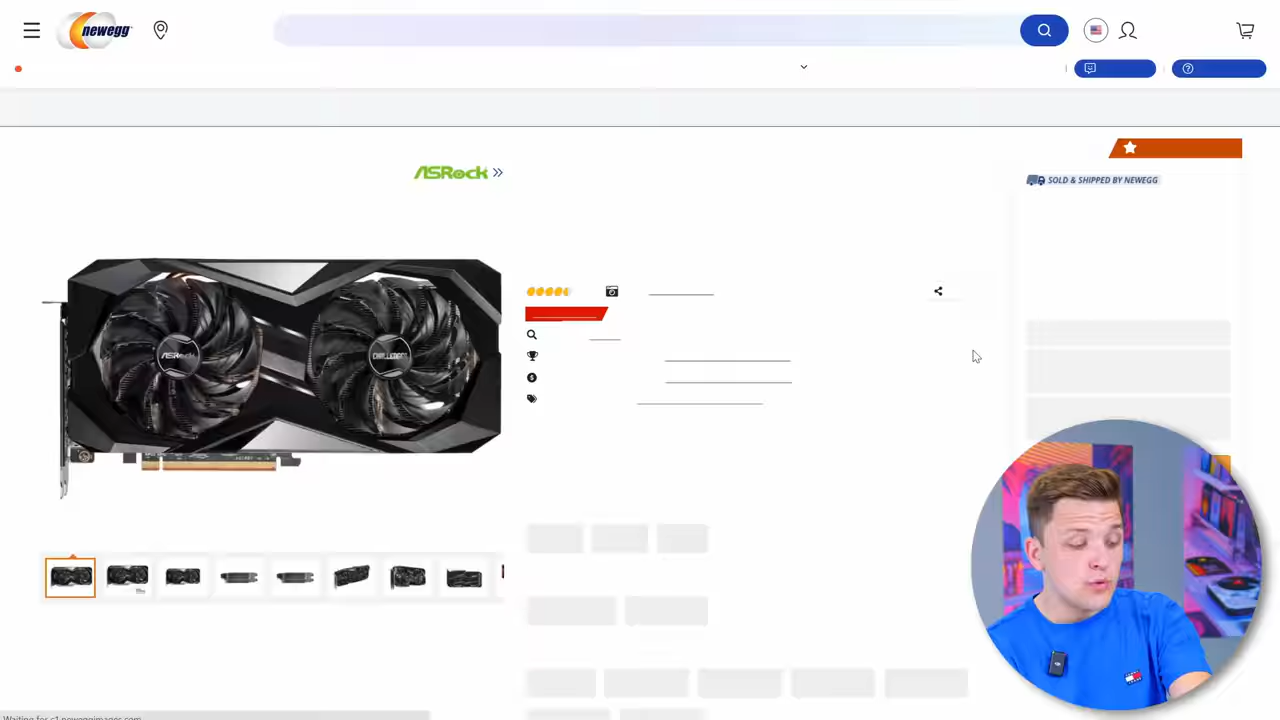 newegg
ASRock
SOLD & SHIPPED BY NEWEGG
ASRock
CHALLENGER
Waiting for c1.neweggimages.com